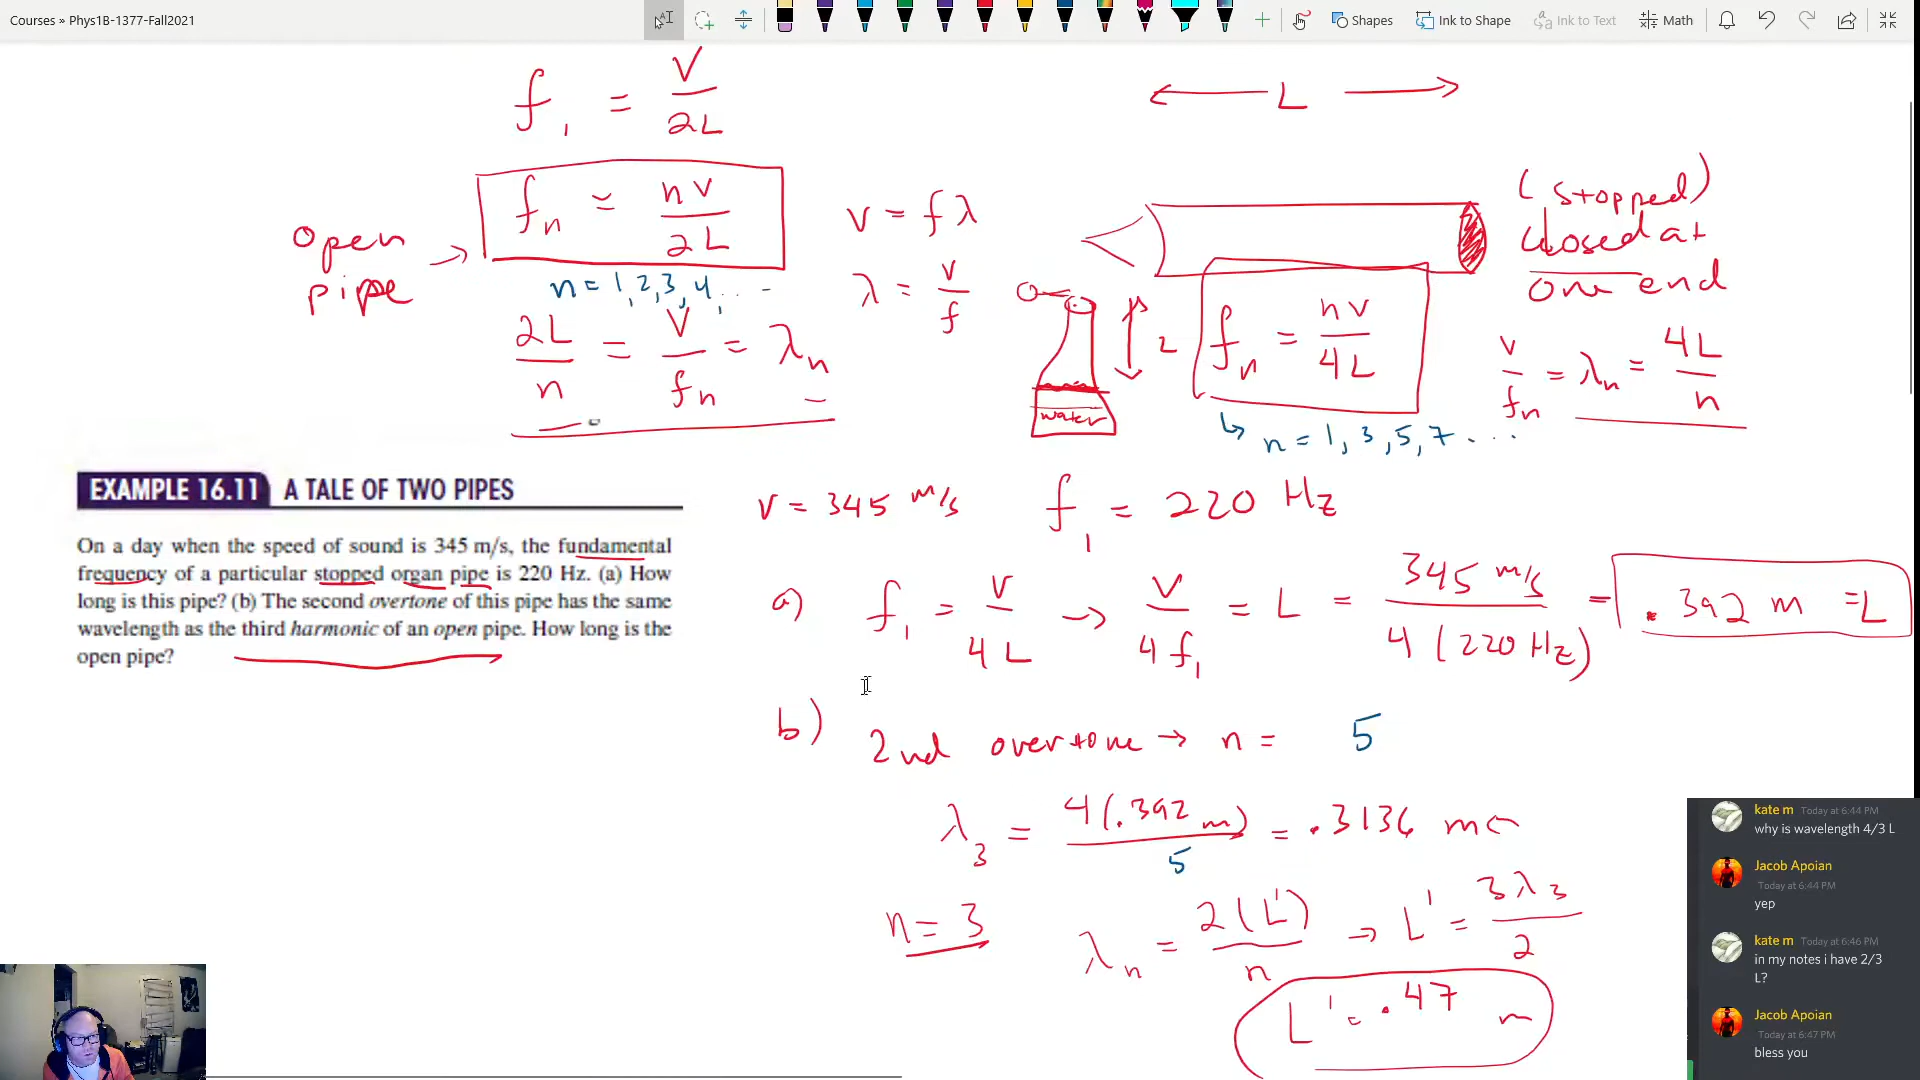 Courses » Phys1B-1377-Fall2021
Shapes
Ink to Shape
Ink to Text
Math
f₁ = V / 2L
← L →
Open pipe →
fₙ = nv / 2L
n = 1, 2, 3, 4, ...
2L / n = V / fₙ = λₙ
v = fλ
λ = v / f
(stopped)
closed at
one end
L
water
fₙ = nv / 4L
↳ n = 1, 3, 5, 7 ...
v / fₙ = λₙ = 4L / n
EXAMPLE 16.11 A TALE OF TWO PIPES
On a day when the speed of sound is 345 m/s, the fundamental
frequency of a particular stopped organ pipe is 220 Hz. (a) How
long is this pipe? (b) The second overtone of this pipe has the same
wavelength as the third harmonic of an open pipe. How long is the
open pipe?
v = 345 m/s f₁ = 220 Hz
a) f₁ = V / 4L → V / 4f₁ = L = 345 m/s / 4(220 Hz) = .392 m = L
b) 2nd overtone → n = 5
λ₃ = 4(.392 m) / 5 = .3136 m
n = 3
λₙ = 2(L') / n → L' = 3λ₃ / 2
L' = .47 m
kate m Today at 6:44 PM
why is wavelength 4/3 L
Jacob Apoian
Today at 6:44 PM
yep
kate m Today at 6:46 PM
in my notes i have 2/3
L?
Jacob Apoian
Today at 6:47 PM
bless you